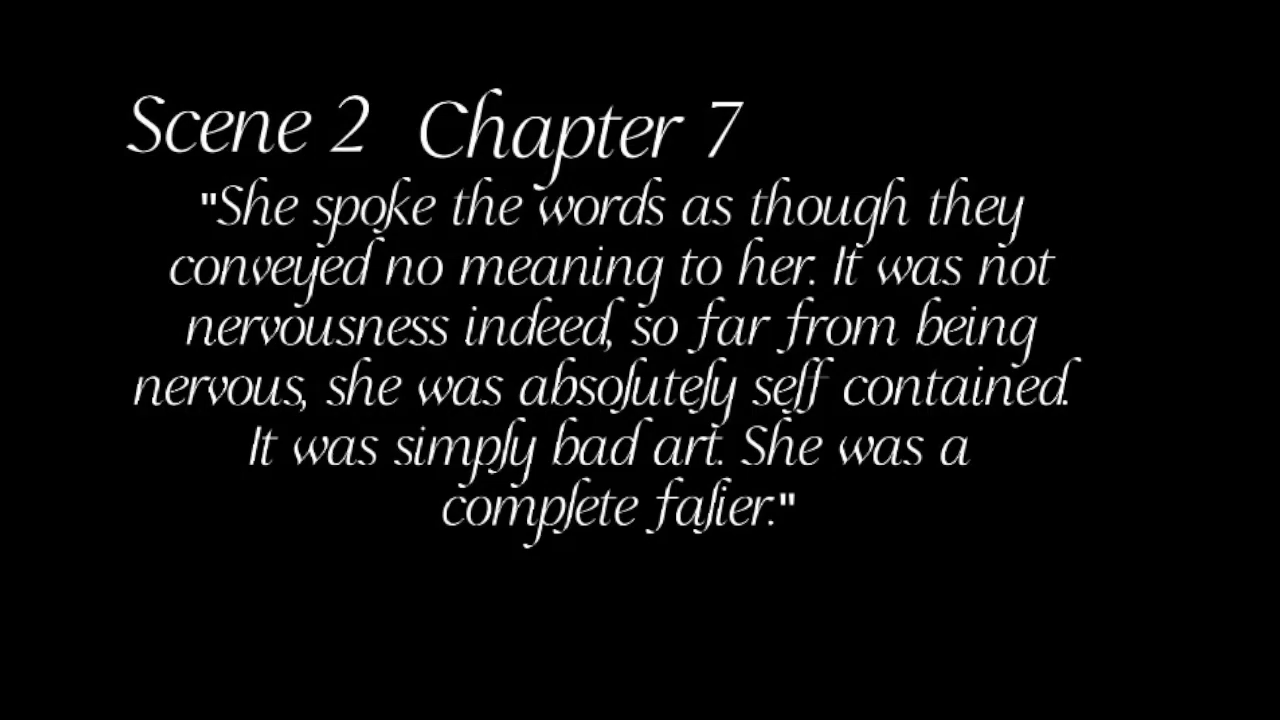 Scene 2 Chapter 7
"She spoke the words as though they
conveyed no meaning to her. It was not
nervousness indeed, so far from being
nervous, she was absolutely self contained.
It was simply bad art. She was a
complete falier."